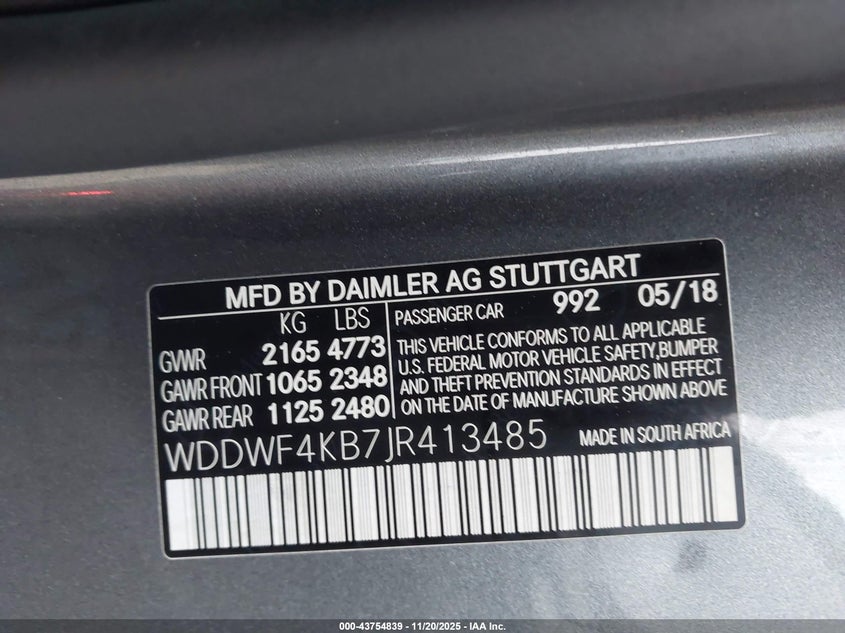 MFD BY DAIMLER AG STUTTGART
KG LBS
GVWR 2165 4773
GAWR FRONT 1065 2348
GAWR REAR 1125 2480
PASSENGER CAR 992 05/18
THIS VEHICLE CONFORMS TO ALL APPLICABLE
U.S. FEDERAL MOTOR VEHICLE SAFETY,BUMPER
AND THEFT PREVENTION STANDARDS IN EFFECT
ON THE DATE OF MANUFACTURE SHOWN ABOVE
WDDWF4KB7JR413485 MADE IN SOUTH AFRICA
000-43754839 - 11/20/2025 - IAA Inc.